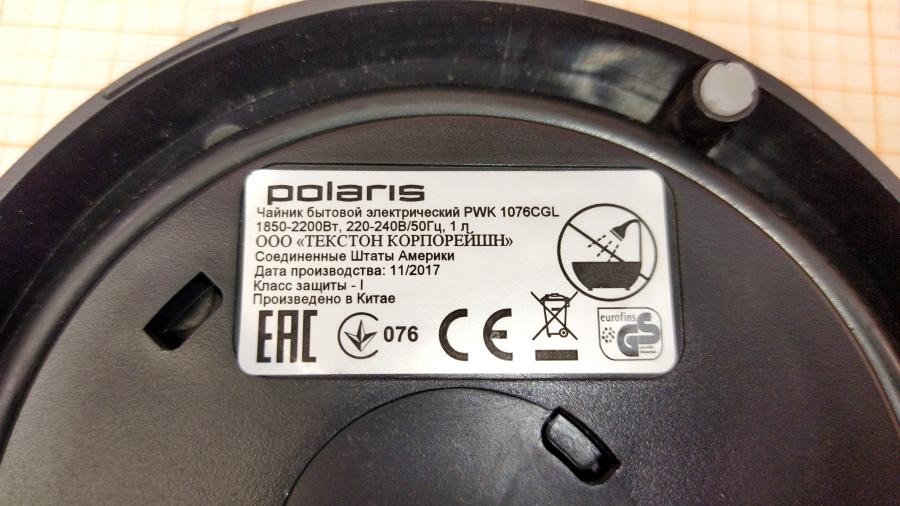 polaris
Чайник бытовой электрический PWK 1076CGL
1850-2200Вт, 220-240В/50Гц, 1 л
ООО «ТЕКСТОН КОРПОРЕЙШН»
Соединенные Штаты Америки
Дата производства: 11/2017
Класс защиты - I
Произведено в Китае
EAC 076 CE eurofins GS